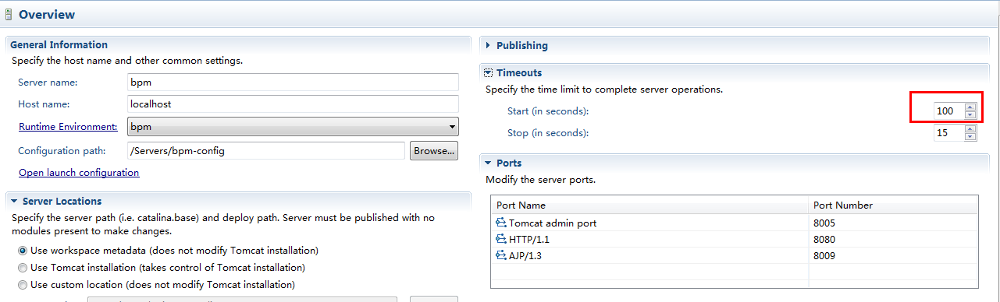 Overview
General Information
Specify the host name and other common settings.
Server name: bpm
Host name: localhost
Runtime Environment: bpm
Configuration path: /Servers/bpm-config Browse...
Open launch configuration
Server Locations
Specify the server path (i.e. catalina.base) and deploy path. Server must be published with no
modules present to make changes.
Use workspace metadata (does not modify Tomcat installation)
Use Tomcat installation (takes control of Tomcat installation)
Use custom location (does not modify Tomcat installation)
Publishing
Timeouts
Specify the time limit to complete server operations.
Start (in seconds): 100
Stop (in seconds): 15
Ports
Modify the server ports.
Port Name Port Number
Tomcat admin port 8005
HTTP/1.1 8080
AJP/1.3 8009